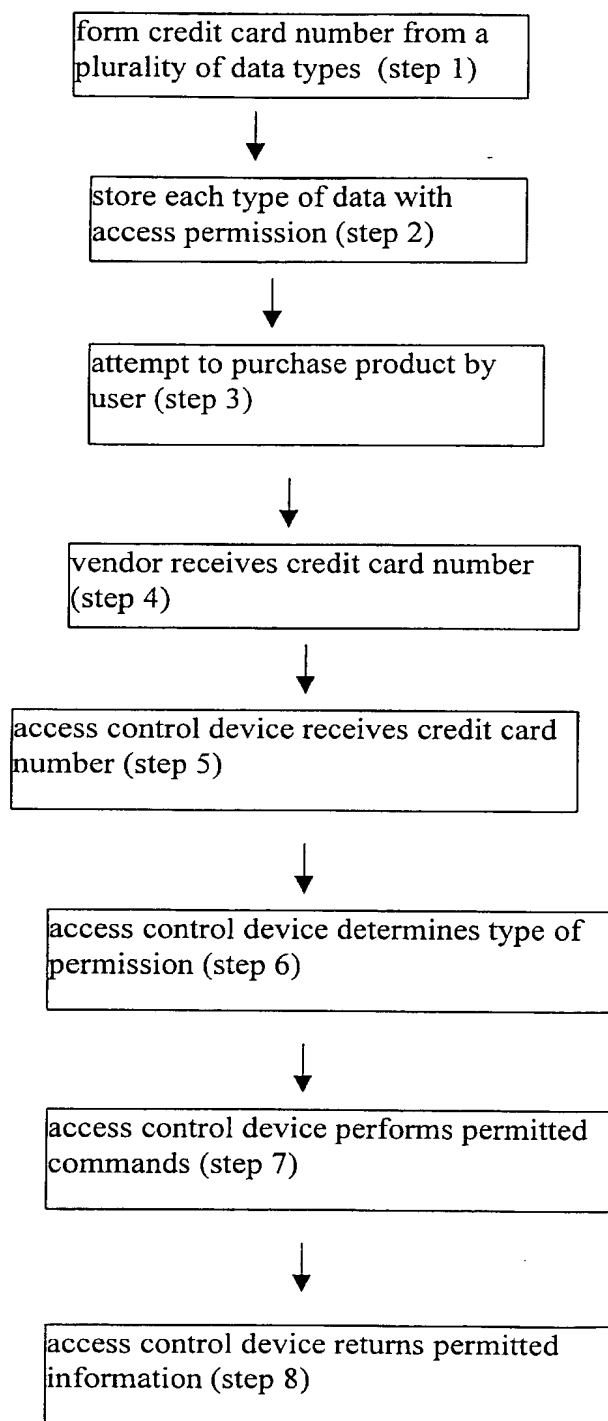 form credit card number from a
plurality of data types (step 1)
store each type of data with
access permission (step 2)
attempt to purchase product by
user (step 3)
vendor receives credit card number
(step 4)
access control device receives credit card
number (step 5)
access control device determines type of
permission (step 6)
access control device performs permitted
commands (step 7)
access control device returns permitted
information (step 8)